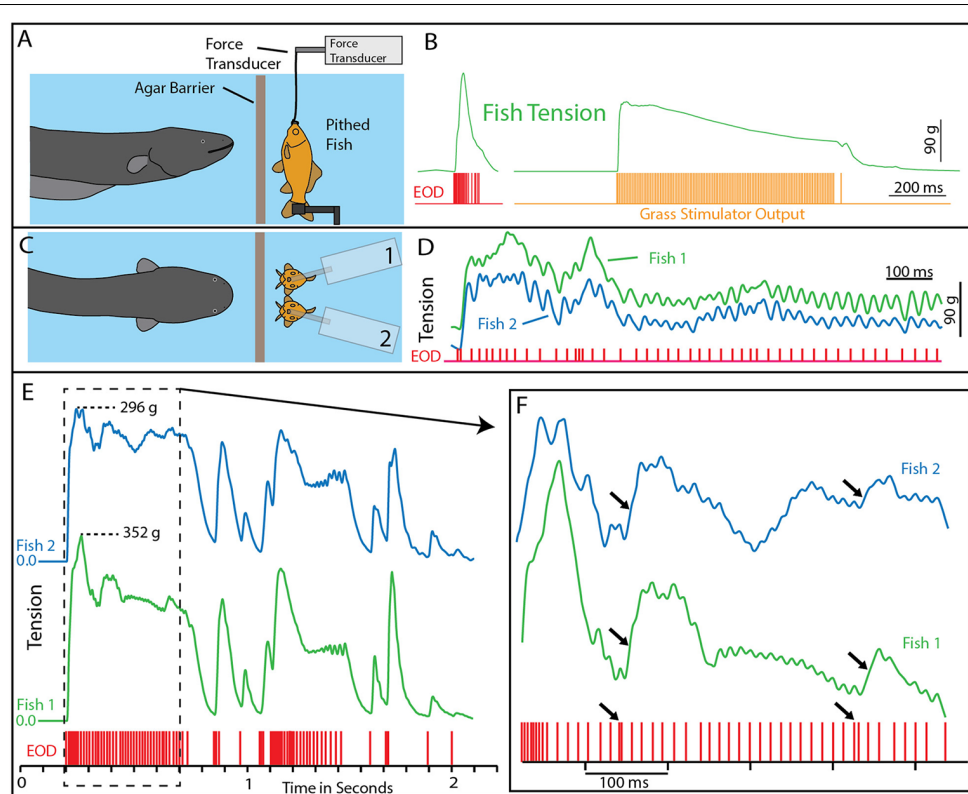 A
Force
Transducer
Force
Transducer
Agar Barrier
Pithed
Fish
B
Fish Tension
90 g
EOD
200 ms
Grass Stimulator Output
C
1
2
D
Fish 1
100 ms
Tension
Fish 2
90 g
EOD
E
296 g
Fish 2
0.0
352 g
Tension
Fish 1
0.0
EOD
0
1
2
Time in Seconds
F
Fish 2
Fish 1
100 ms